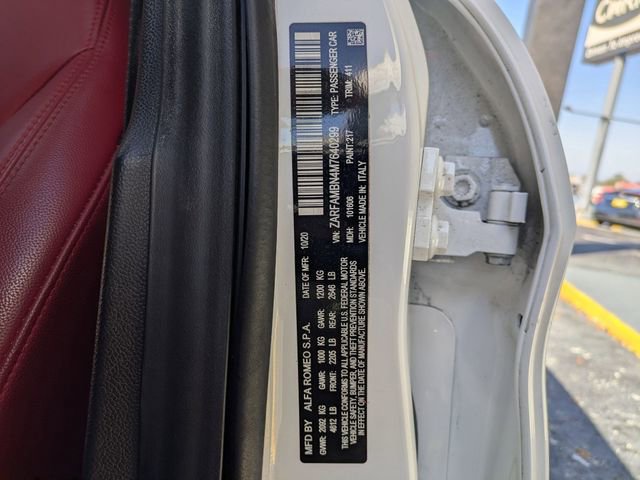 MFD BY ALFA ROMEO S.P.A. DATE OF MFR: 10/20
GVWR: 2092 KG GAWR: 1000 KG GAWR: 1200 KG
4612 LB FRONT: 2205 LB REAR: 2646 LB
THIS VEHICLE CONFORMS TO ALL APPLICABLE U.S. FEDERAL MOTOR
VEHICLE SAFETY, BUMPER, AND THEFT PREVENTION STANDARDS
IN EFFECT ON THE DATE OF MANUFACTURE SHOWN ABOVE.
VIN: ZARFAMBN4M7640299 TYPE: PASSENGER CAR
MDH: 101606 PAINT: 217 TRIM: 411
VEHICLE MADE IN: ITALY